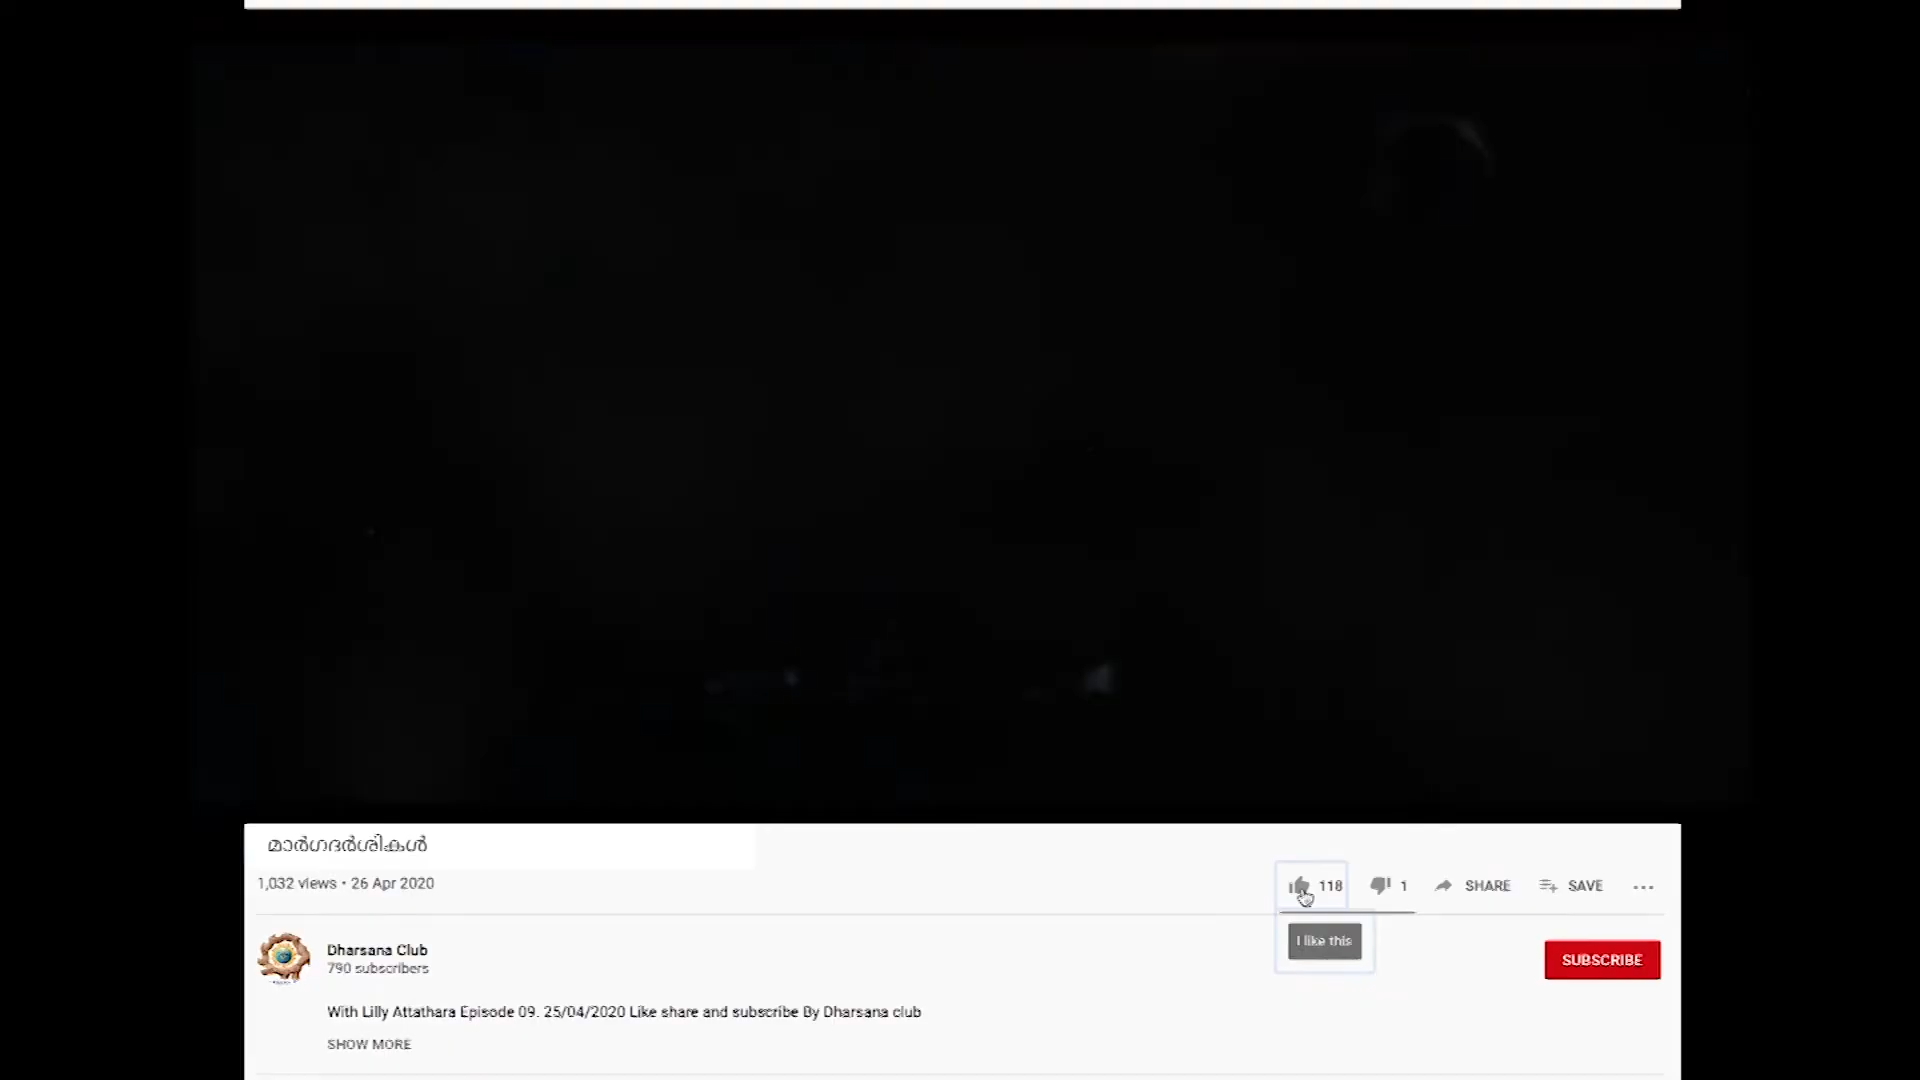 മാർഗദർശികൾ
1,032 views • 26 Apr 2020
118 1 SHARE SAVE
I like this
Dharsana Club
790 subscribers
SUBSCRIBE
With Lilly Attathara Episode 09. 25/04/2020 Like share and subscribe By Dharsana club
SHOW MORE